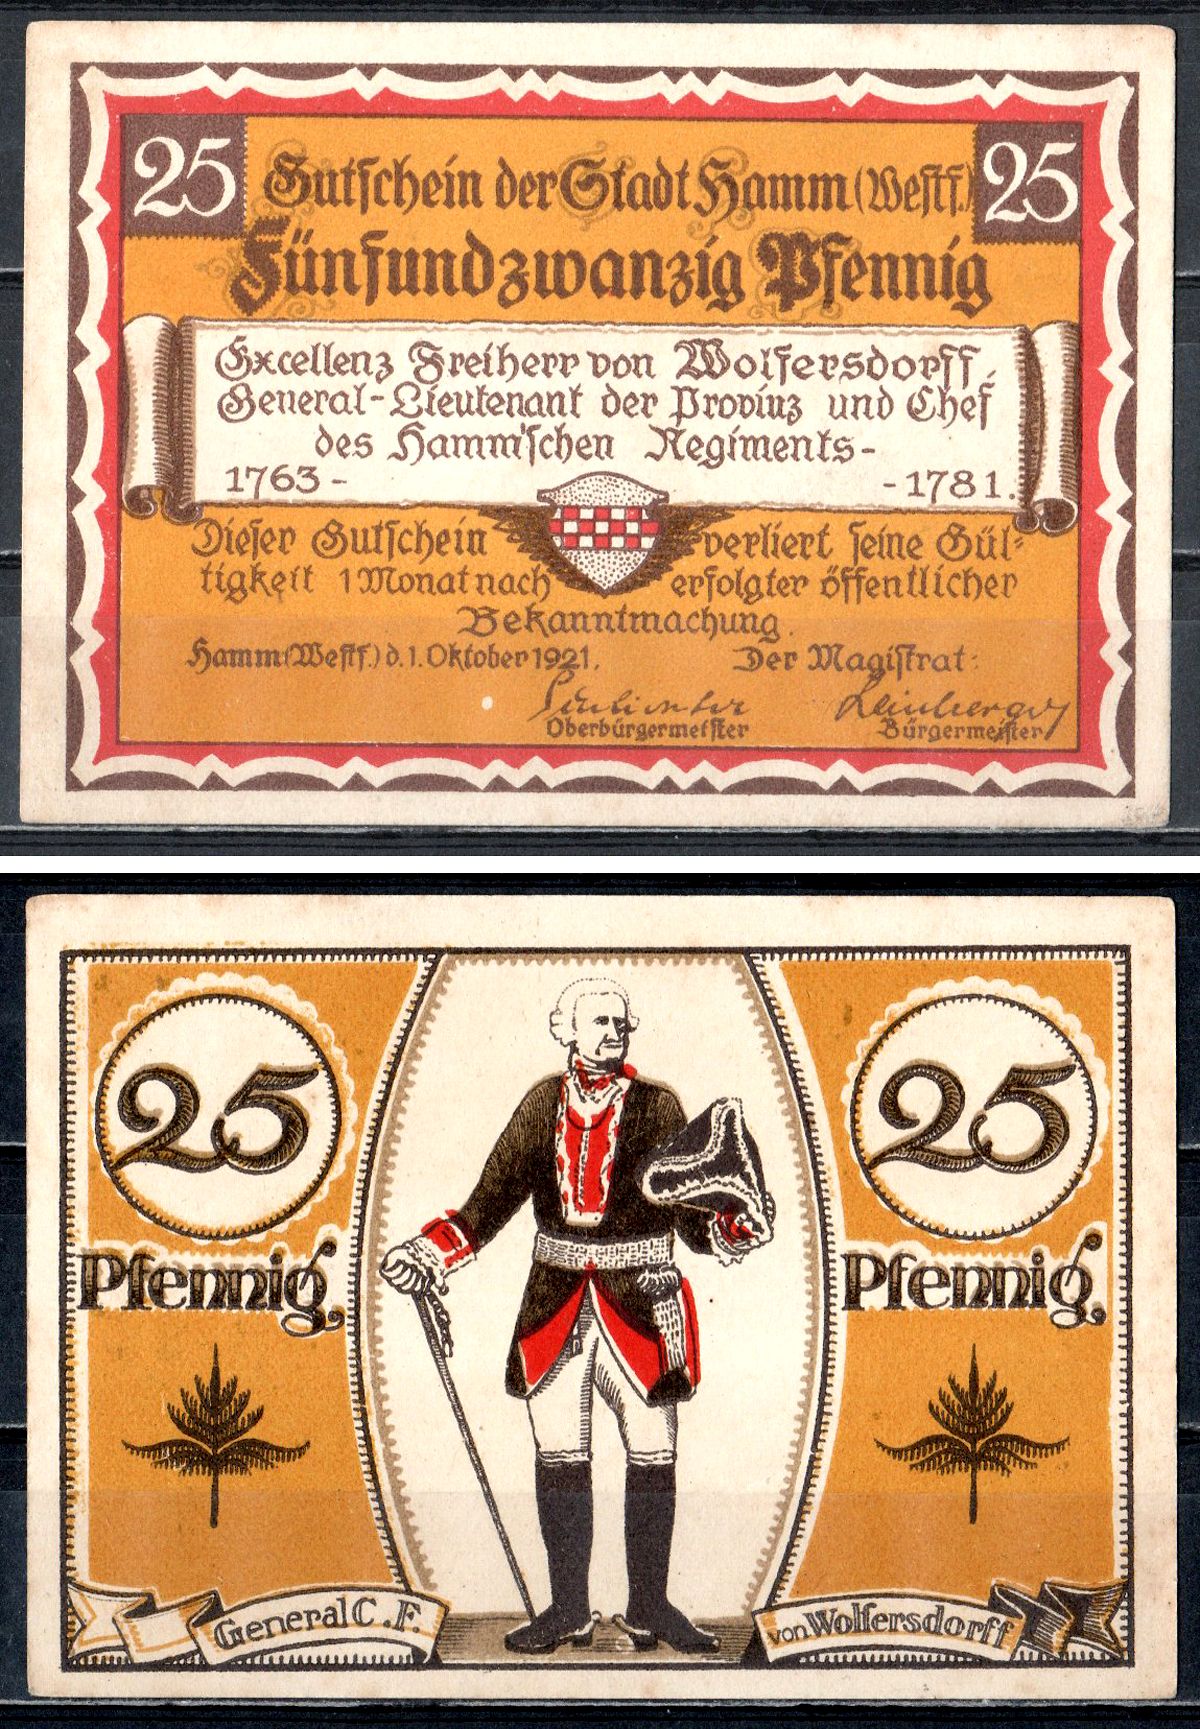 25
25
Gutschein der Stadt Hamm (Westf.)
Fünfundzwanzig Pfennig
Excellenz Freiherr von Wolfersdorff,
General-Lieutenant der Provinz und Chef
des Hamm'schen Regiments-
1763-
-1781.
Dieser Gutschein verliert seine Gül-
tigkeit 1 Monat nach erfolgter öffentlicher
Bekanntmachung.
Hamm (Westf.) d. 1. Oktober 1921. Der Magistrat:
Oberbürgermeister
Bürgermeister
25
Pfennig.
25
Pfennig.
General C. F.
von Wolfersdorff